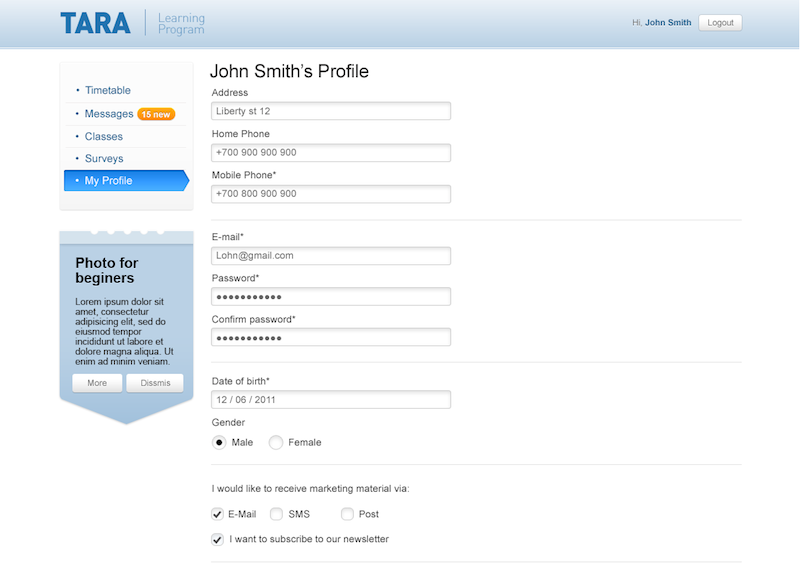 TARA
Learning
Program
Hi, John Smith
Logout
• Timetable
• Messages 15 new
• Classes
• Surveys
• My Profile
Photo for
beginers
Lorem ipsum dolor sit
amet, consectetur
adipisicing elit, sed do
eiusmod tempor
incididunt ut labore et
dolore magna aliqua. Ut
enim ad minim veniam.
More
Dissmis
John Smith's Profile
Address
Liberty st 12
Home Phone
+700 900 900 900
Mobile Phone*
+700 800 900 900
E-mail*
Lohn@gmail.com
Password*
●●●●●●●●●●●
Confirm password*
●●●●●●●●●●●
Date of birth*
12 / 06 / 2011
Gender
Male Female
I would like to receive marketing material via:
E-Mail SMS Post
I want to subscribe to our newsletter